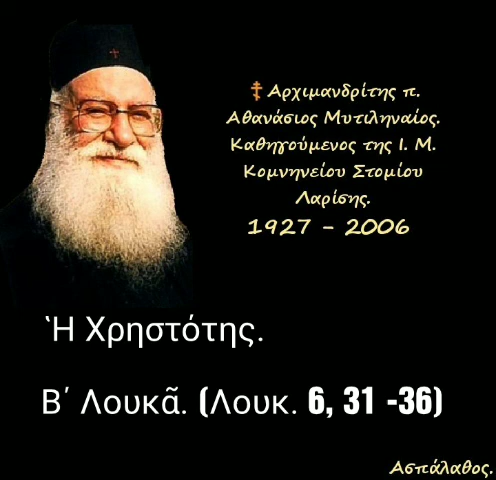 ‡ Αρχιμανδρίτης π.
Αθανάσιος Μυτιληναίος.
Καθηγούμενος της Ι. Μ.
Κομνηνείου Στομίου
Λαρίσης.
1927 - 2006
Ἡ Χρηστότης.
Β΄ Λουκᾶ. (Λουκ. 6, 31 -36)
Ασπάλαθος.